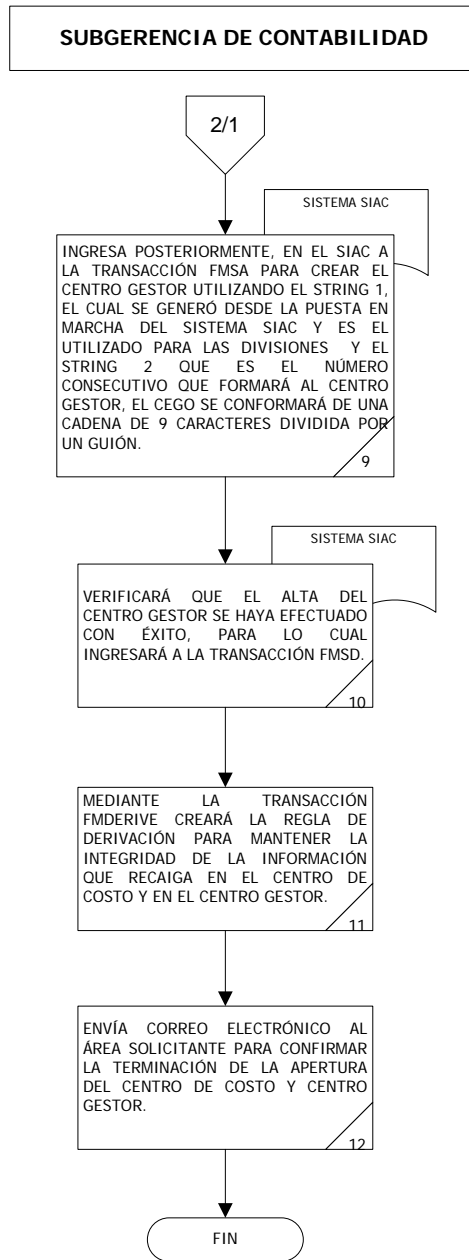 SUBGERENCIA DE CONTABILIDAD
2/1
SISTEMA SIAC
INGRESA POSTERIORMENTE, EN EL SIAC A
LA TRANSACCIÓN FMSA PARA CREAR EL
CENTRO GESTOR UTILIZANDO EL STRING 1,
EL CUAL SE GENERÓ DESDE LA PUESTA EN
MARCHA DEL SISTEMA SIAC Y ES EL
UTILIZADO PARA LAS DIVISIONES Y EL
STRING 2 QUE ES EL NÚMERO
CONSECUTIVO QUE FORMARÁ AL CENTRO
GESTOR, EL CEGO SE CONFORMARÁ DE UNA
CADENA DE 9 CARACTERES DIVIDIDA POR
UN GUIÓN.
9
SISTEMA SIAC
VERIFICARÁ QUE EL ALTA DEL
CENTRO GESTOR SE HAYA EFECTUADO
CON ÉXITO, PARA LO CUAL
INGRESARÁ A LA TRANSACCIÓN FMSD.
10
MEDIANTE LA TRANSACCIÓN
FMDERIVE CREARÁ LA REGLA DE
DERIVACIÓN PARA MANTENER LA
INTEGRIDAD DE LA INFORMACIÓN
QUE RECAIGA EN EL CENTRO DE
COSTO Y EN EL CENTRO GESTOR.
11
ENVÍA CORREO ELECTRÓNICO AL
ÁREA SOLICITANTE PARA CONFIRMAR
LA TERMINACIÓN DE LA APERTURA
DEL CENTRO DE COSTO Y CENTRO
GESTOR.
12
FIN